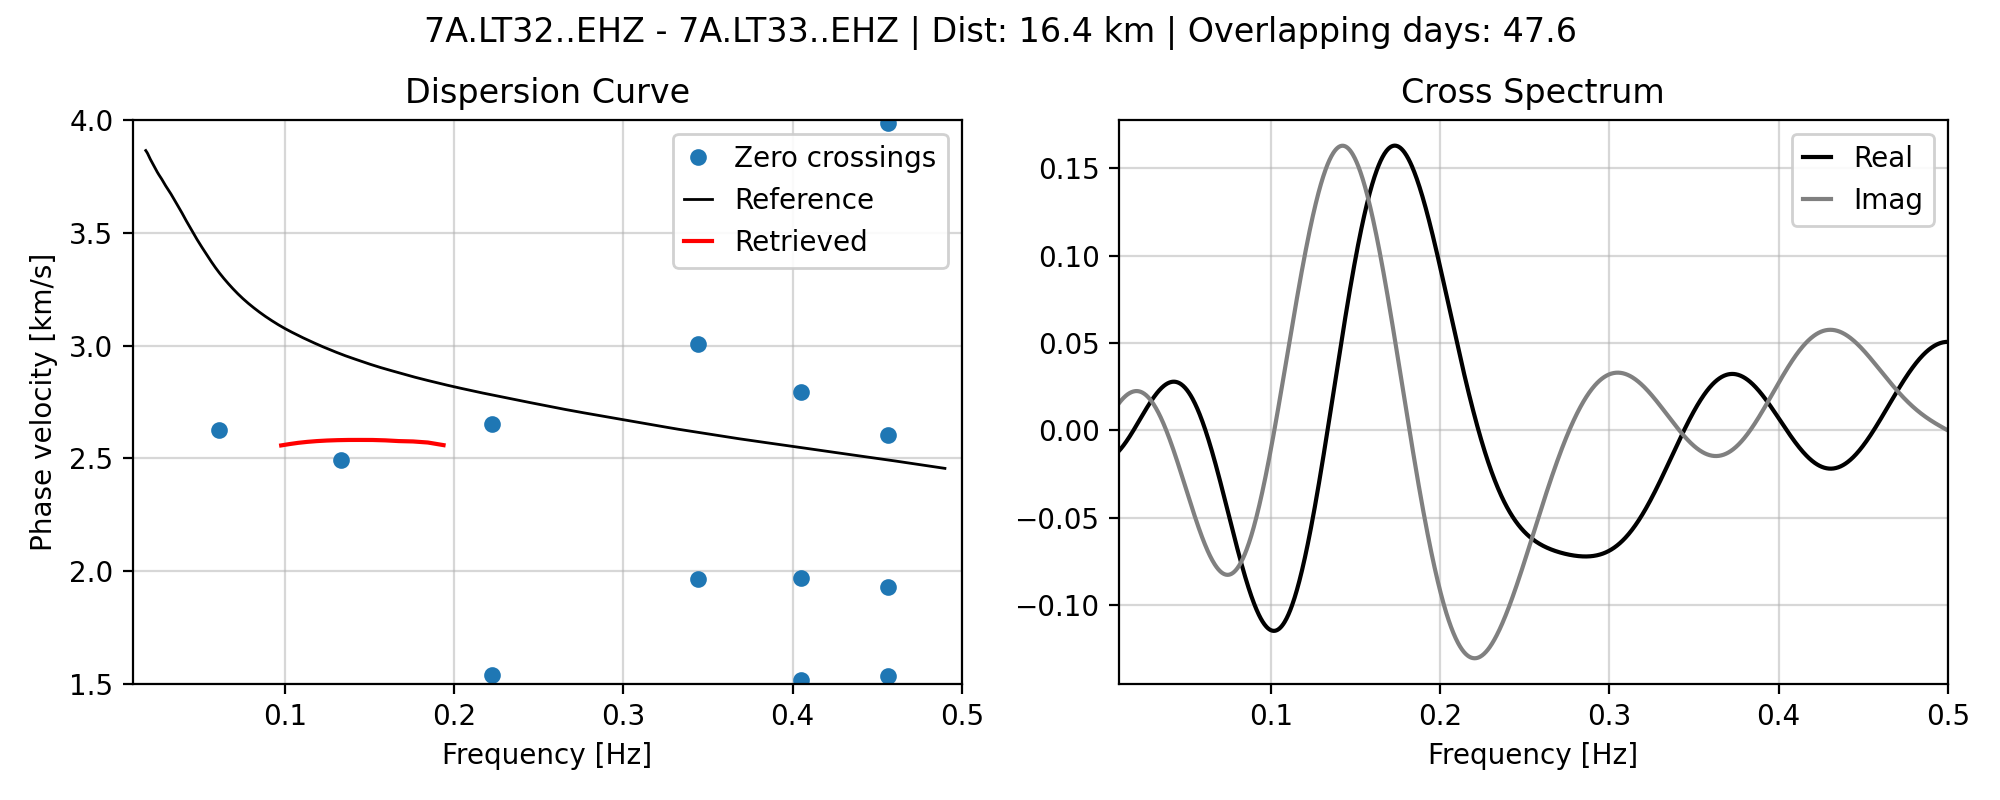 7A.LT32..EHZ - 7A.LT33..EHZ | Dist: 16.4 km | Overlapping days: 47.6
Dispersion Curve
Phase velocity [km/s]
4.0
3.5
3.0
2.5
2.0
1.5
Zero crossings
Reference
Retrieved
0.1 0.2 0.3 0.4 0.5
Frequency [Hz]
Cross Spectrum
0.15
0.10
0.05
0.00
−0.05
−0.10
Real
Imag
0.1 0.2 0.3 0.4 0.5
Frequency [Hz]